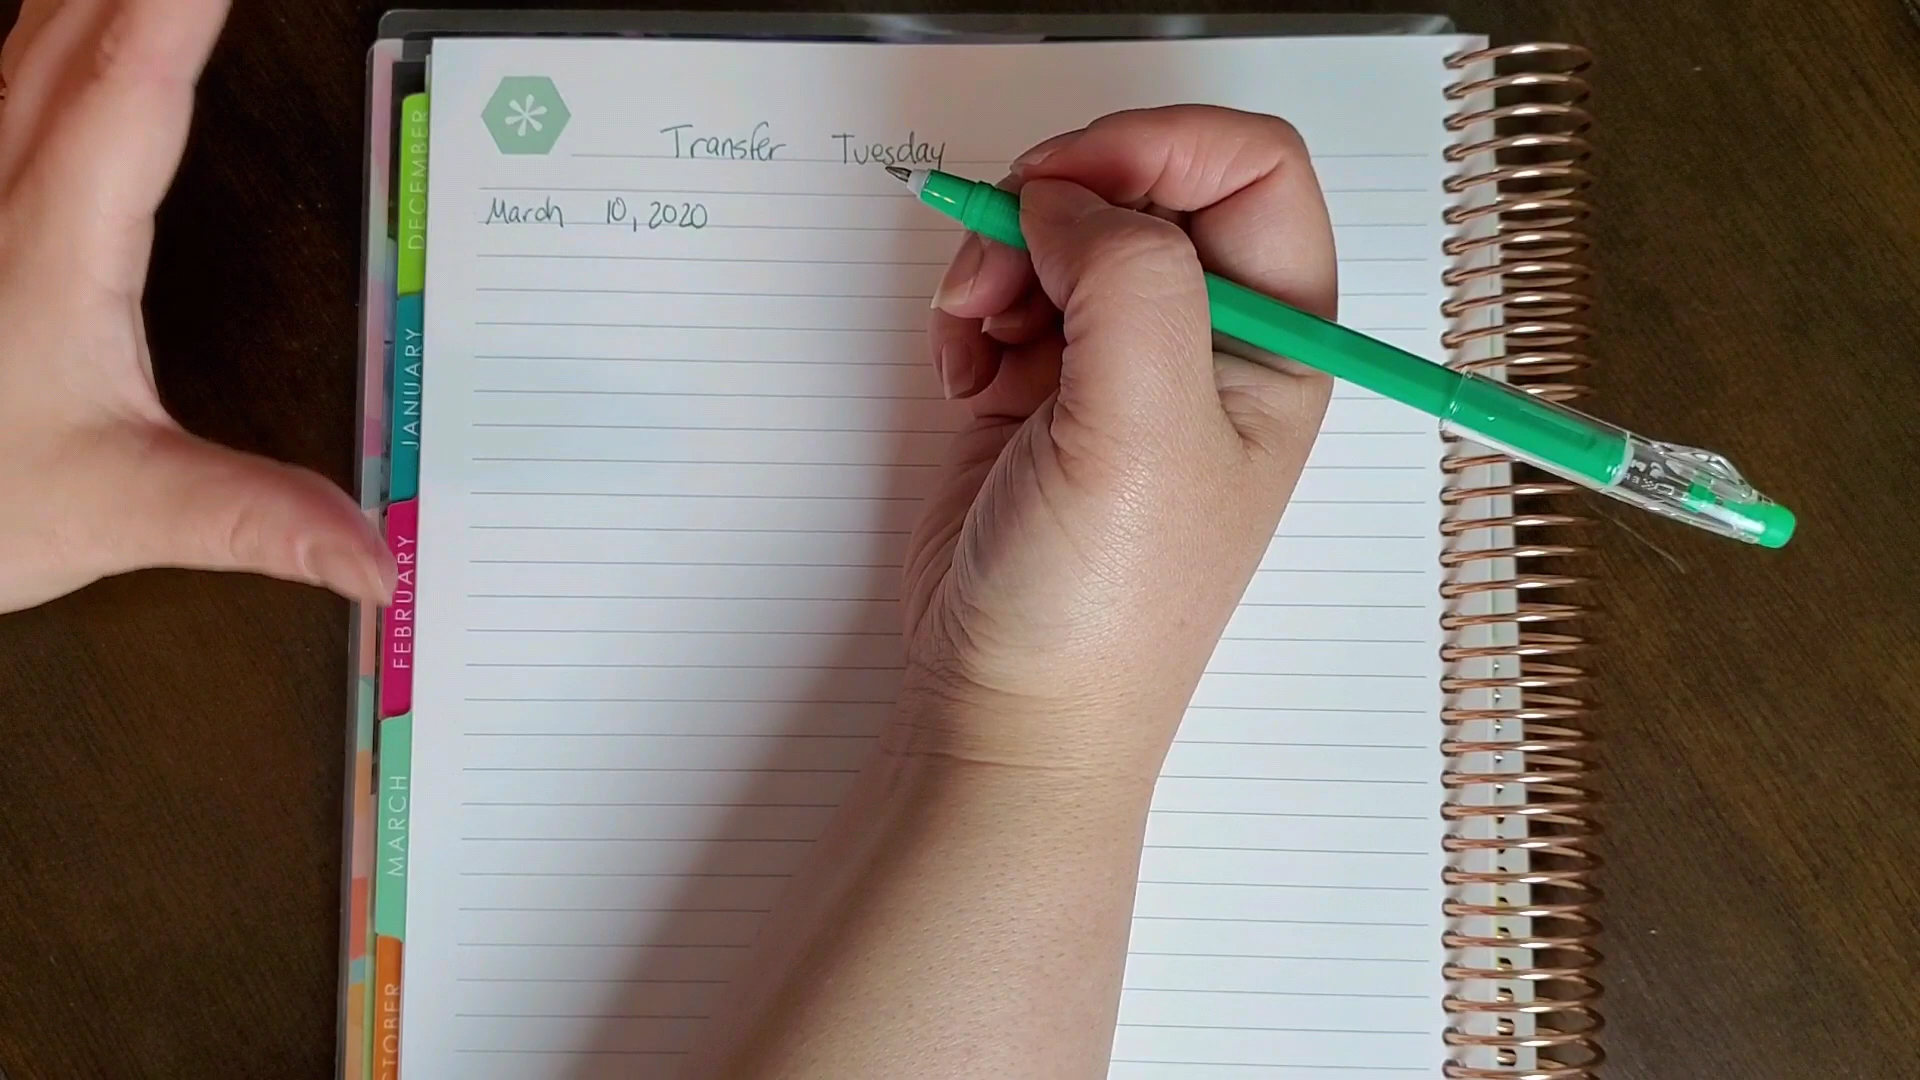 Transfer Tuesday
March 10, 2020
DECEMBER
JANUARY
FEBRUARY
MARCH